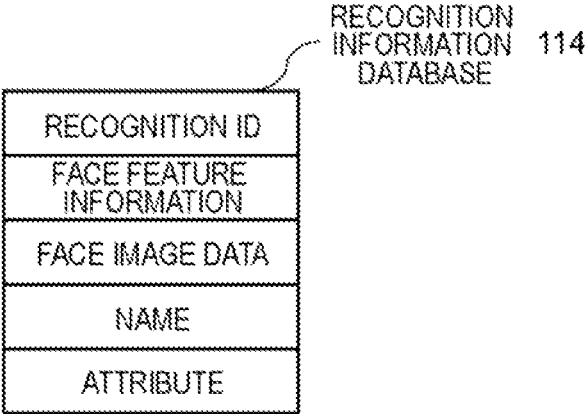 RECOGNITION
INFORMATION 114
DATABASE
RECOGNITION ID
FACE FEATURE
INFORMATION
FACE IMAGE DATA
NAME
ATTRIBUTE